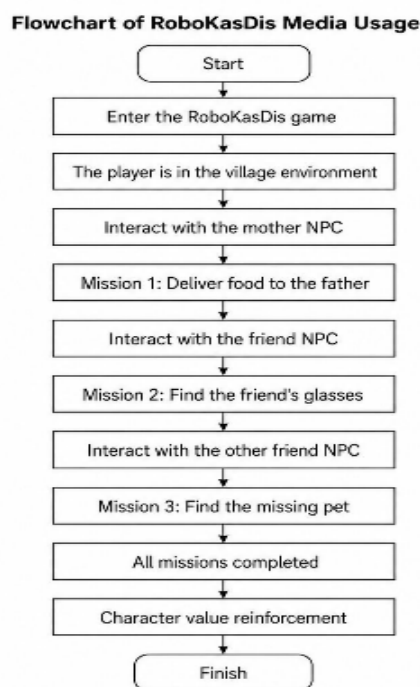 Flowchart of RoboKasDis Media Usage
Start
Enter the RoboKasDis game
The player is in the village environment
Interact with the mother NPC
Mission 1: Deliver food to the father
Interact with the friend NPC
Mission 2: Find the friend's glasses
Interact with the other friend NPC
Mission 3: Find the missing pet
All missions completed
Character value reinforcement
Finish